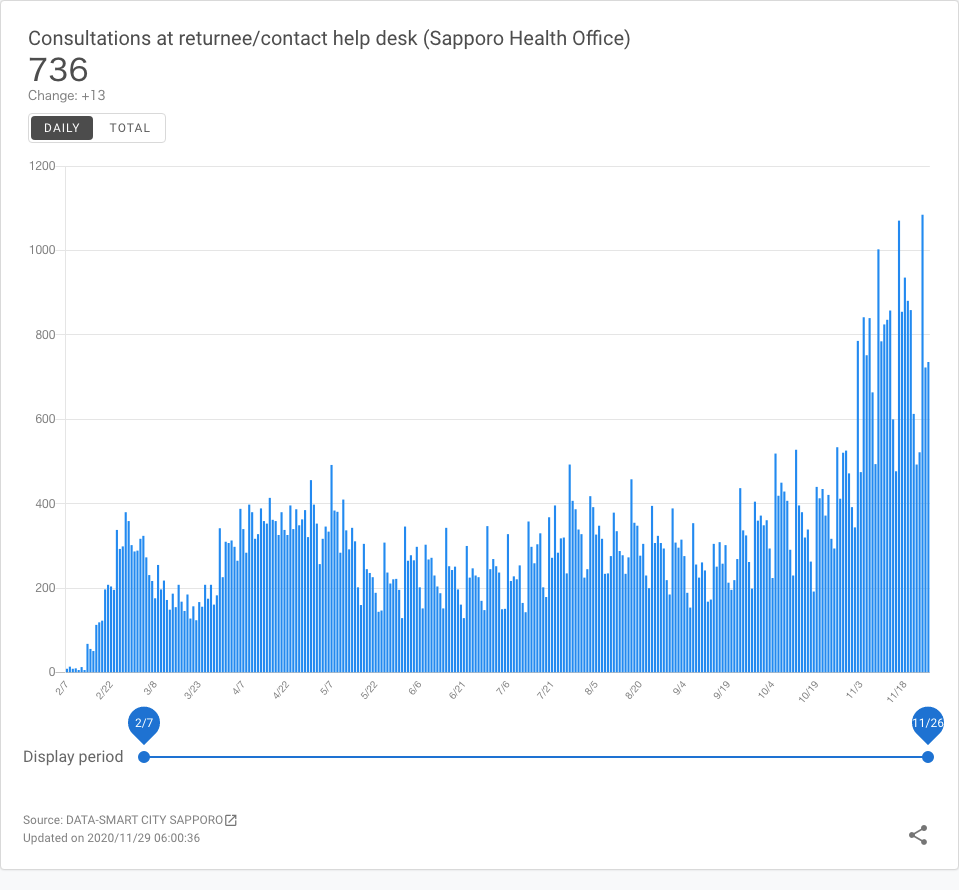 Consultations at returnee/contact help desk (Sapporo Health Office)
736
Change: +13
DAILY TOTAL
1200
1000
800
600
400
200
0
2/7 2/22 3/8 3/23 4/7 4/22 5/7 5/22 6/6 6/21 7/6 7/21 8/5 8/20 9/4 9/19 10/4 10/19 11/3 11/18
2/7 11/26
Display period
Source: DATA-SMART CITY SAPPORO
Updated on 2020/11/29 06:00:36